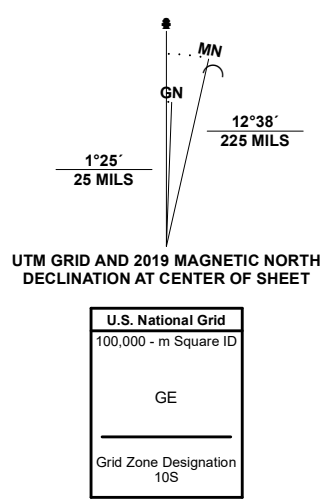 MN
GN
12°38´
225 MILS
1°25´
25 MILS
UTM GRID AND 2019 MAGNETIC NORTH
DECLINATION AT CENTER OF SHEET
U.S. National Grid
100,000 - m Square ID
GE
Grid Zone Designation
10S